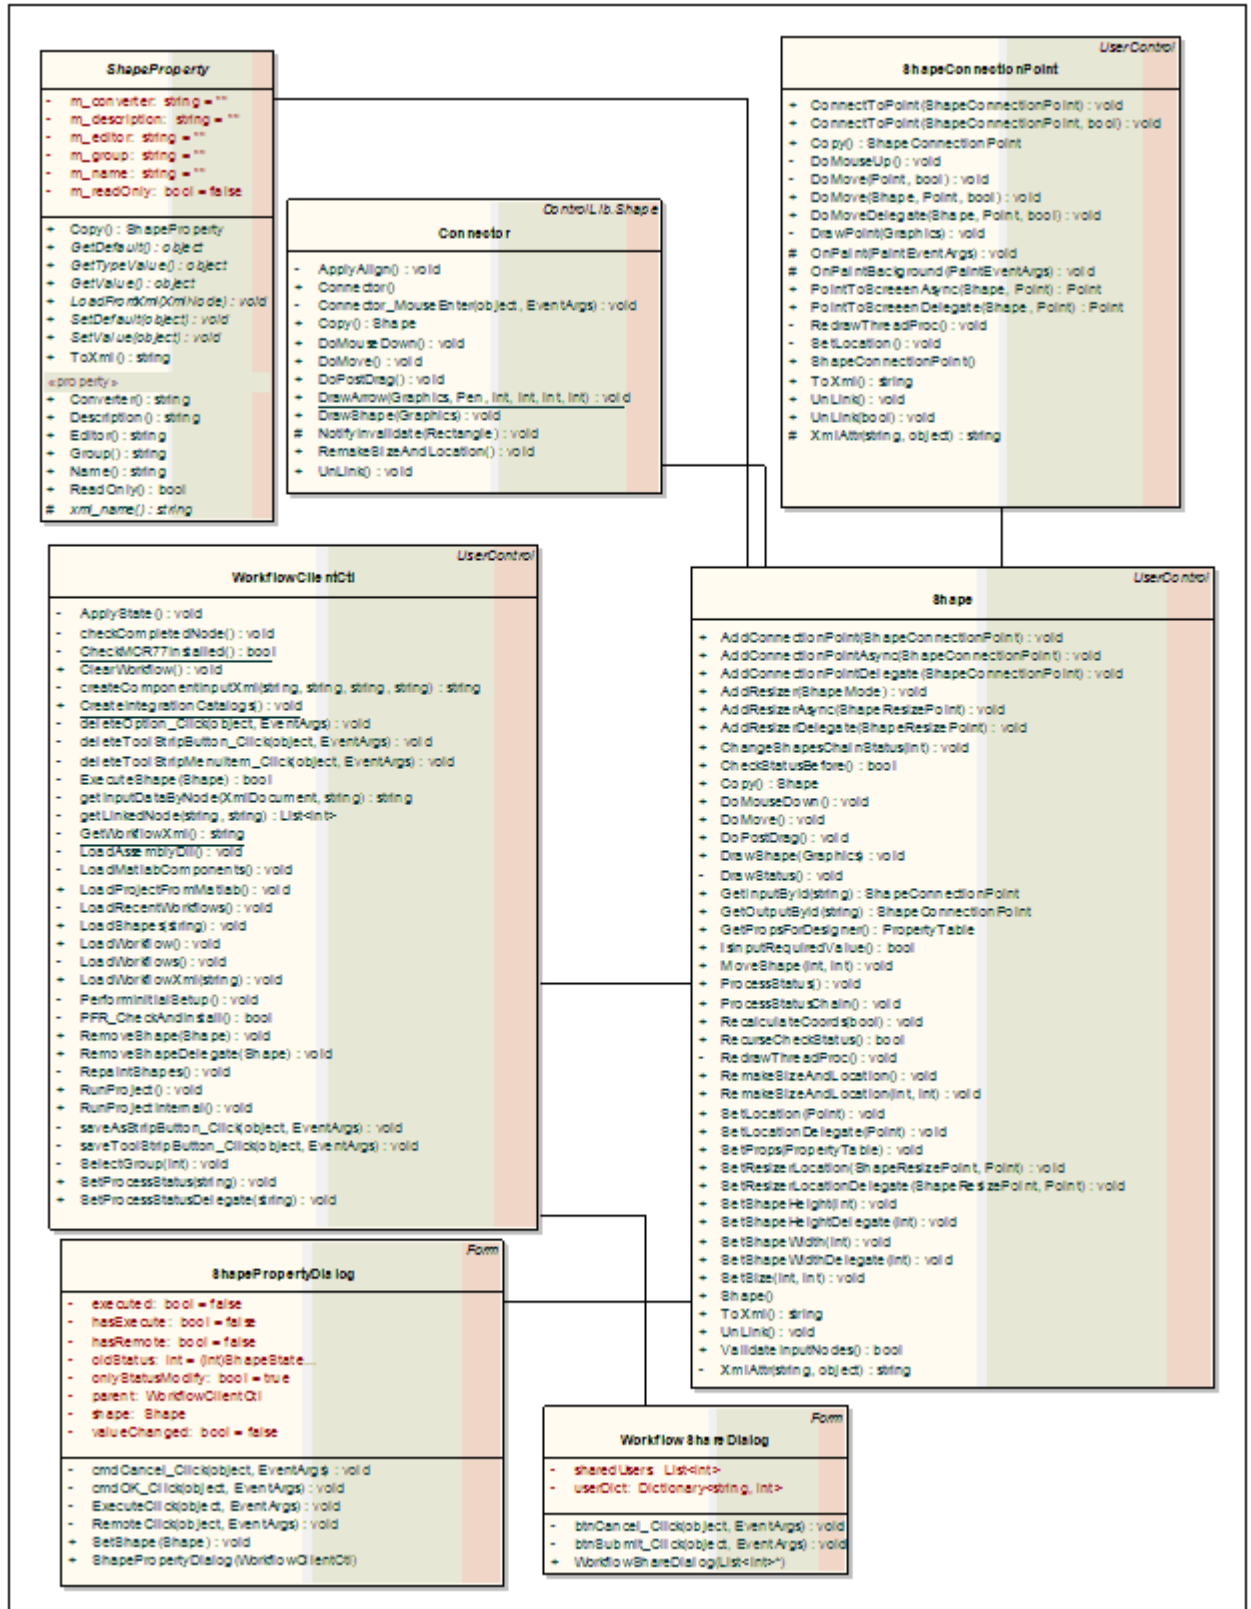 ShapeProperty
- m_converter: string = ""
- m_description: string = ""
- m_editor: string = ""
- m_group: string = ""
- m_name: string = ""
- m_readOnly: bool = false
+ Copy() : ShapeProperty
+ GetDefault() : object
+ GetTypeValue() : object
+ GetValue() : object
+ LoadFromXml(XmlNode) : void
+ SetDefault(object) : void
+ SetValue(object) : void
+ ToXml() : string
«property»
+ Converter() : string
+ Description() : string
+ Editor() : string
+ Group() : string
+ Name() : string
+ ReadOnly() : bool
# xml_name() : string
ControlLib.Shape
Connector
- ApplyAlign() : void
+ Connector()
- Connector_MouseEnter(object, EventArgs) : void
+ Copy() : Shape
+ DoMouseDown() : void
+ DoMove() : void
+ DoPostDrag() : void
+ DrawArrow(Graphics, Pen, int, int, int, int) : void
+ DrawShape(Graphics) : void
# NotifyInvalidate(Rectangle) : void
+ RemakeSizeAndLocation() : void
+ UnLink() : void
UserControl
ShapeConnectionPoint
+ ConnectToPoint(ShapeConnectionPoint) : void
+ ConnectToPoint(ShapeConnectionPoint, bool) : void
+ Copy() : ShapeConnectionPoint
- DoMouseUp() : void
- DoMove(Point, bool) : void
+ DoMove(Shape, Point, bool) : void
+ DoMoveDelegate(Shape, Point, bool) : void
- DrawPoint(Graphics) : void
# OnPaint(PaintEventArgs) : void
# OnPaintBackground(PaintEventArgs) : void
+ PointToScreeenAsync(Shape, Point) : Point
+ PointToScreeenDelegate(Shape, Point) : Point
- RedrawThreadProc() : void
- SetLocation() : void
+ ShapeConnectionPoint()
+ ToXml() : string
+ UnLink() : void
+ UnLink(bool) : void
# XmlAttr(string, object) : string
UserControl
WorkflowClientCtl
- ApplyState() : void
- checkCompletedNode() : void
- CheckMCR77Installed() : bool
+ ClearWorkflow() : void
- createComponentInputXml(string, string, string, string) : string
+ CreateIntegrationCatalogs() : void
- deleteOption_Click(object, EventArgs) : void
- deleteToolStripButton_Click(object, EventArgs) : void
- deleteToolStripMenuItem_Click(object, EventArgs) : void
- ExecuteShape(Shape) : bool
- getInputDataByNode(XmlDocument, string) : string
- getLinkedNode(string, string) : List<int>
- GetWorkflowXml() : string
- LoadAssemblyDll() : void
- LoadMatlabComponents() : void
+ LoadProjectFromMatlab() : void
- LoadRecentWorkflows() : void
+ LoadShapes(string) : void
+ LoadWorkflow() : void
- LoadWorkflows() : void
+ LoadWorkflowXml(string) : void
- PerformInitialSetup() : void
- PFR_CheckAndInstall() : bool
+ RemoveShape(Shape) : void
+ RemoveShapeDelegate(Shape) : void
- RepaintShapes() : void
+ RunProject() : void
+ RunProjectInternal() : void
- saveAsStripButton_Click(object, EventArgs) : void
- saveToolStripButton_Click(object, EventArgs) : void
- SelectGroup(int) : void
+ SetProcessStatus(string) : void
+ SetProcessStatusDelegate(string) : void
UserControl
Shape
+ AddConnectionPoint(ShapeConnectionPoint) : void
+ AddConnectionPointAsync(ShapeConnectionPoint) : void
+ AddConnectionPointDelegate(ShapeConnectionPoint) : void
+ AddResizer(ShapeMode) : void
+ AddResizerAsync(ShapeResizePoint) : void
+ AddResizerDelegate(ShapeResizePoint) : void
+ ChangeShapesChainStatus(int) : void
+ CheckStatusBefore() : bool
+ Copy() : Shape
+ DoMouseDown() : void
+ DoMove() : void
+ DoPostDrag() : void
+ DrawShape(Graphics) : void
- DrawStatus() : void
+ GetInputById(string) : ShapeConnectionPoint
+ GetOutputById(string) : ShapeConnectionPoint
+ GetPropsForDesigner() : PropertyTable
+ IsInputRequiredValue() : bool
+ MoveShape(int, int) : void
+ ProcessStatus() : void
+ ProcessStatusChain() : void
+ RecalculateCoords(bool) : void
+ RecurseCheckStatus() : bool
- RedrawThreadProc() : void
+ RemakeSizeAndLocation() : void
+ RemakeSizeAndLocation(int, int) : void
+ SetLocation(Point) : void
+ SetLocationDelegate(Point) : void
+ SetProps(PropertyTable) : void
+ SetResizerLocation(ShapeResizePoint, Point) : void
+ SetResizerLocationDelegate(ShapeResizePoint, Point) : void
+ SetShapeHeight(int) : void
+ SetShapeHeightDelegate(int) : void
+ SetShapeWidth(int) : void
+ SetShapeWidthDelegate(int) : void
+ SetSize(int, int) : void
+ Shape()
+ ToXml() : string
+ UnLink() : void
+ ValidateInputNodes() : bool
- XmlAttr(string, object) : string
Form
ShapePropertyDialog
- executed: bool = false
- hasExecute: bool = false
- hasRemote: bool = false
- oldStatus: int = (int)ShapeState...
- onlyStatusModify: bool = true
- parent: WorkflowClientCtl
- shape: Shape
- valueChanged: bool = false
- cmdCancel_Click(object, EventArgs) : void
- cmdOK_Click(object, EventArgs) : void
- ExecuteClick(object, EventArgs) : void
- RemoteClick(object, EventArgs) : void
+ SetShape(Shape) : void
+ ShapePropertyDialog(WorkflowClientCtl)
Form
WorkflowShareDialog
- sharedUsers: List<int>
- userDict: Dictionary<string, int>
- btnCancel_Click(object, EventArgs) : void
- btnSubmit_Click(object, EventArgs) : void
+ WorkflowShareDialog(List<int>*)